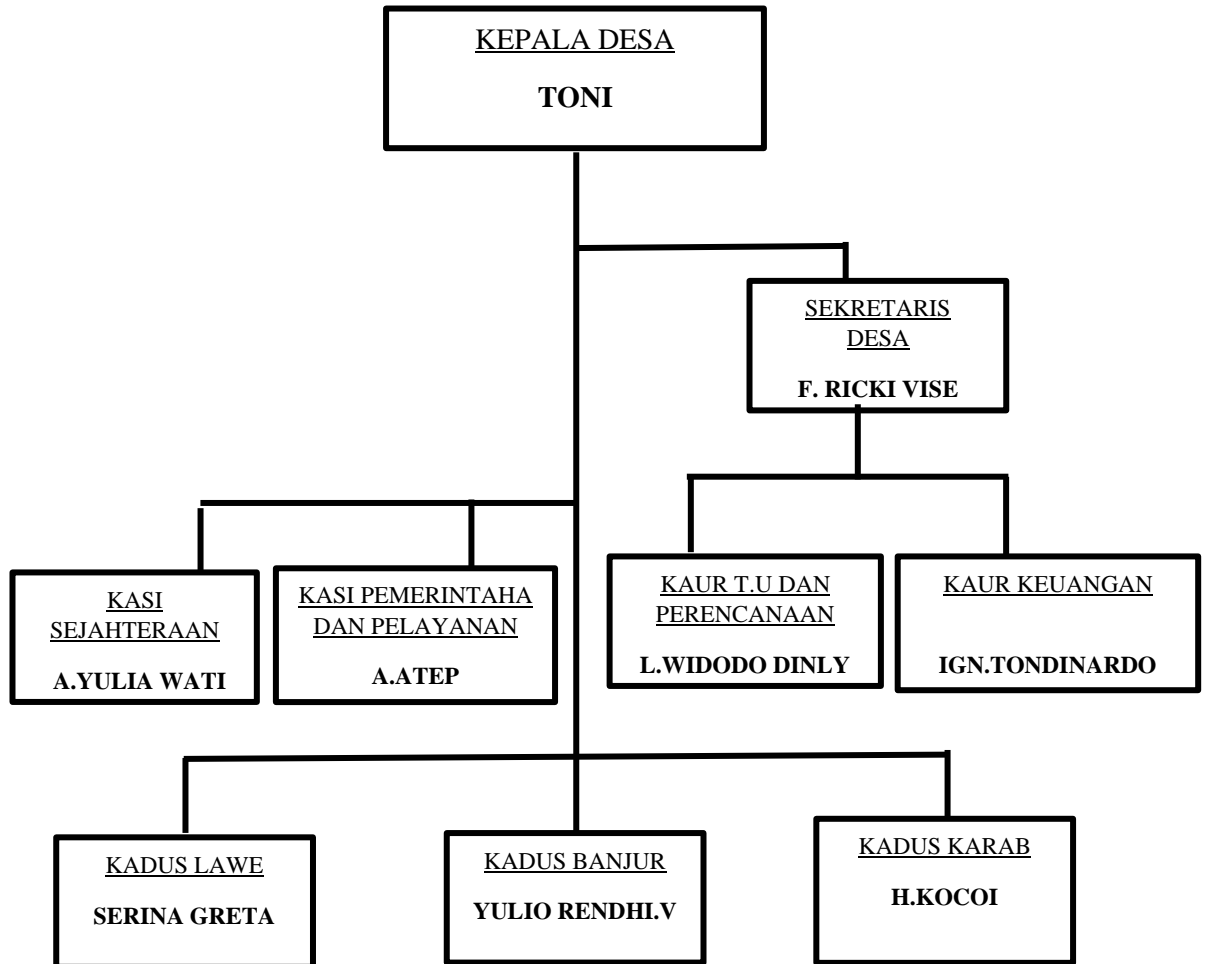 KEPALA DESA
TONI
SEKRETARIS
DESA
F. RICKI VISE
KASI
SEJAHTERAAN
A.YULIA WATI
KASI PEMERINTAHA
DAN PELAYANAN
A.ATEP
KAUR T.U DAN
PERENCANAAN
L.WIDODO DINLY
KAUR KEUANGAN
IGN.TONDINARDO
KADUS LAWE
SERINA GRETA
KADUS BANJUR
YULIO RENDHI.V
KADUS KARAB
H.KOCOI